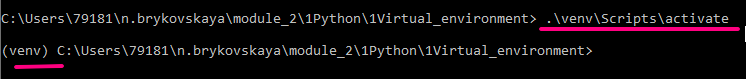 C:\Users\79181\n.brykovskaya\module_2\1Python\1Virtual_environment> .\venv\Scripts\activate
(venv) C:\Users\79181\n.brykovskaya\module_2\1Python\1Virtual_environment>